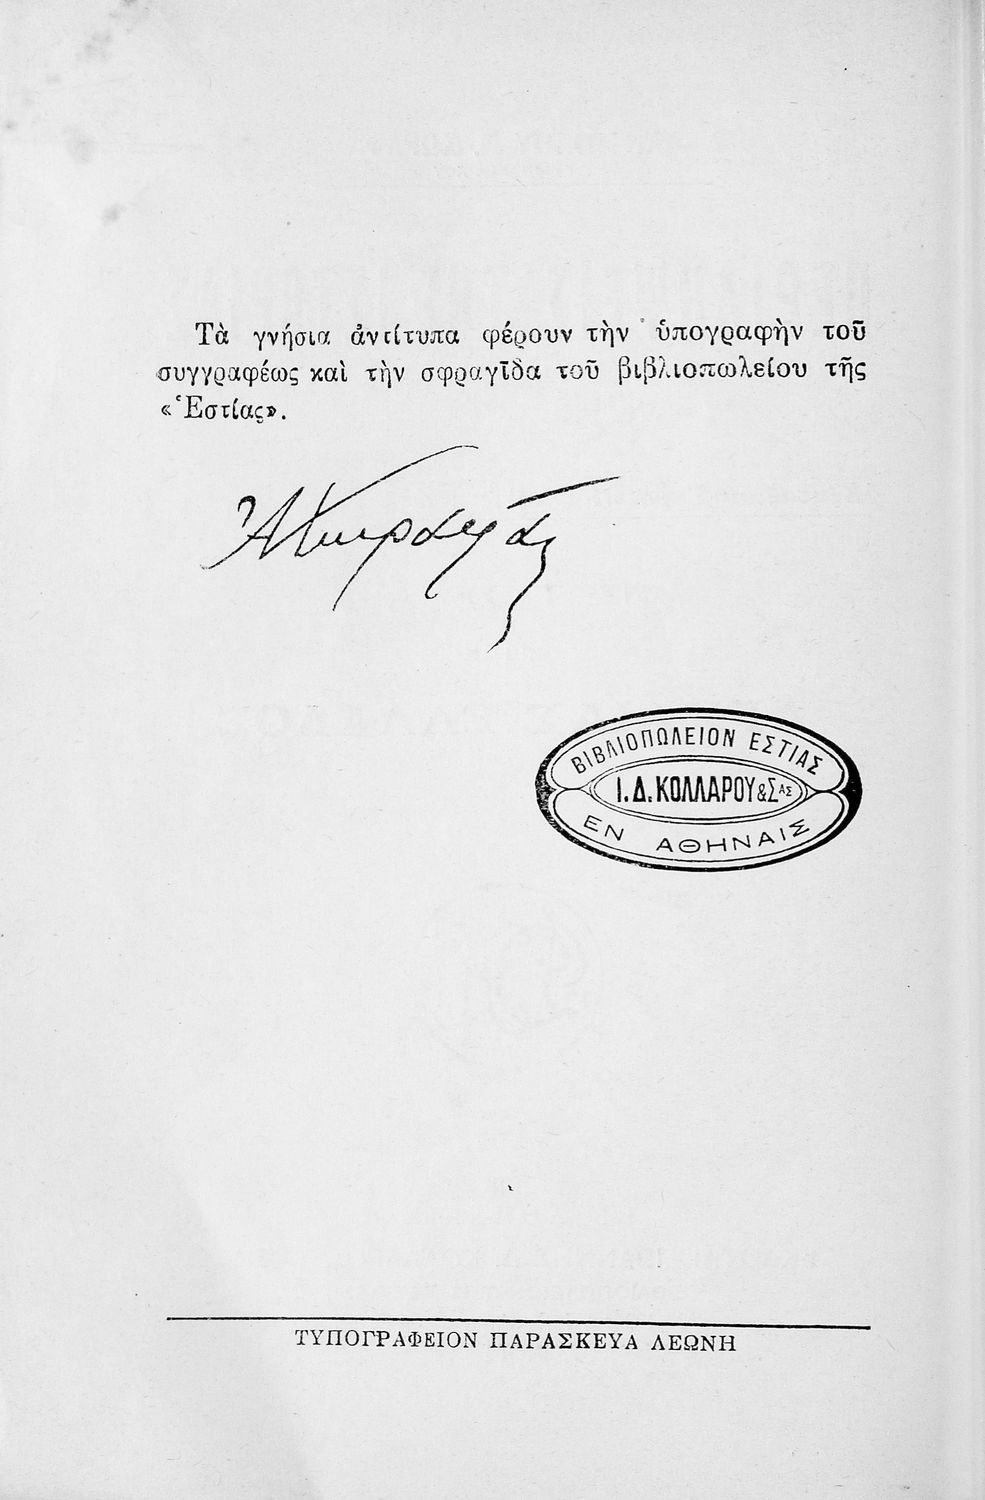 Τὰ γνήσια ἀντίτυπα φέρουν τὴν ὑπογραφὴν τοῦ
συγγραφέως καὶ τὴν σφραγῖδα τοῦ βιβλιοπωλείου τῆς
«Ἑστίας».
ΒΙΒΛΙΟΠΩΛΕΙΟΝ ΕΣΤΙΑΣ
Ι. Δ. ΚΟΛΛΑΡΟΥ & Σᴬˢ
ΕΝ ΑΘΗΝΑΙΣ
ΤΥΠΟΓΡΑΦΕΙΟΝ ΠΑΡΑΣΚΕΥΑ ΛΕΩΝΗ